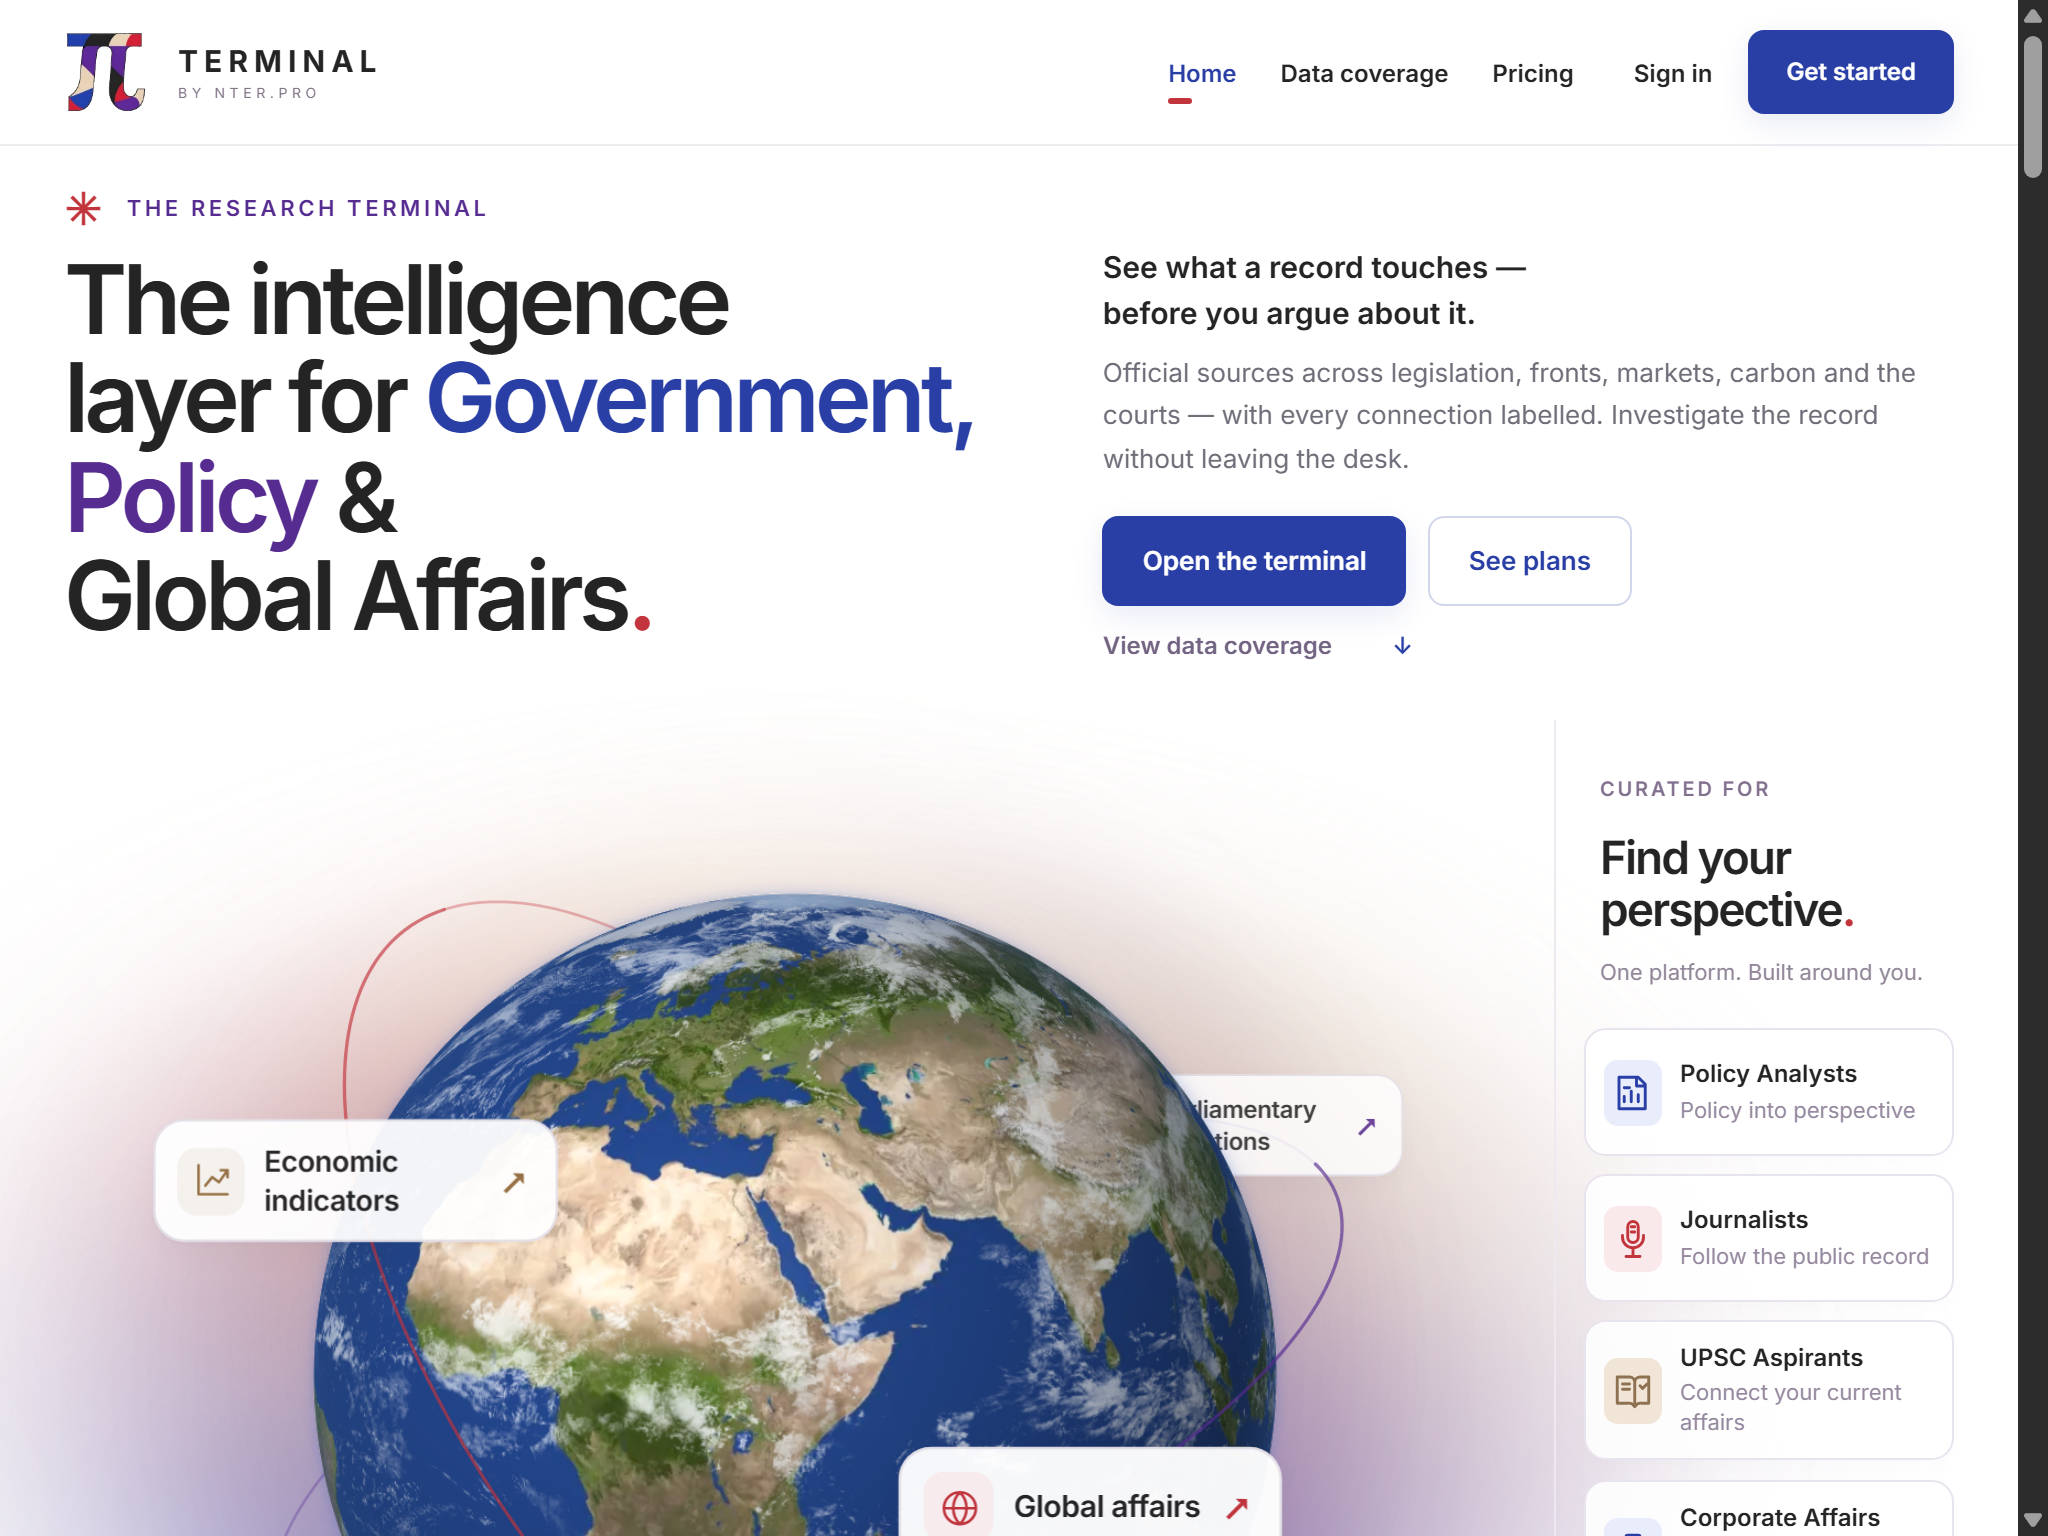 TERMINAL
BY NTER.PRO
Home
Data coverage
Pricing
Sign in
Get started
THE RESEARCH TERMINAL
The intelligence
layer for Government,
Policy &
Global Affairs.
See what a record touches —
before you argue about it.
Official sources across legislation, fronts, markets, carbon and the
courts — with every connection labelled. Investigate the record
without leaving the desk.
Open the terminal
See plans
View data coverage
CURATED FOR
Find your
perspective.
One platform. Built around you.
Policy Analysts
Policy into perspective
Journalists
Follow the public record
UPSC Aspirants
Connect your current
affairs
Corporate Affairs
Economic
indicators
Global affairs